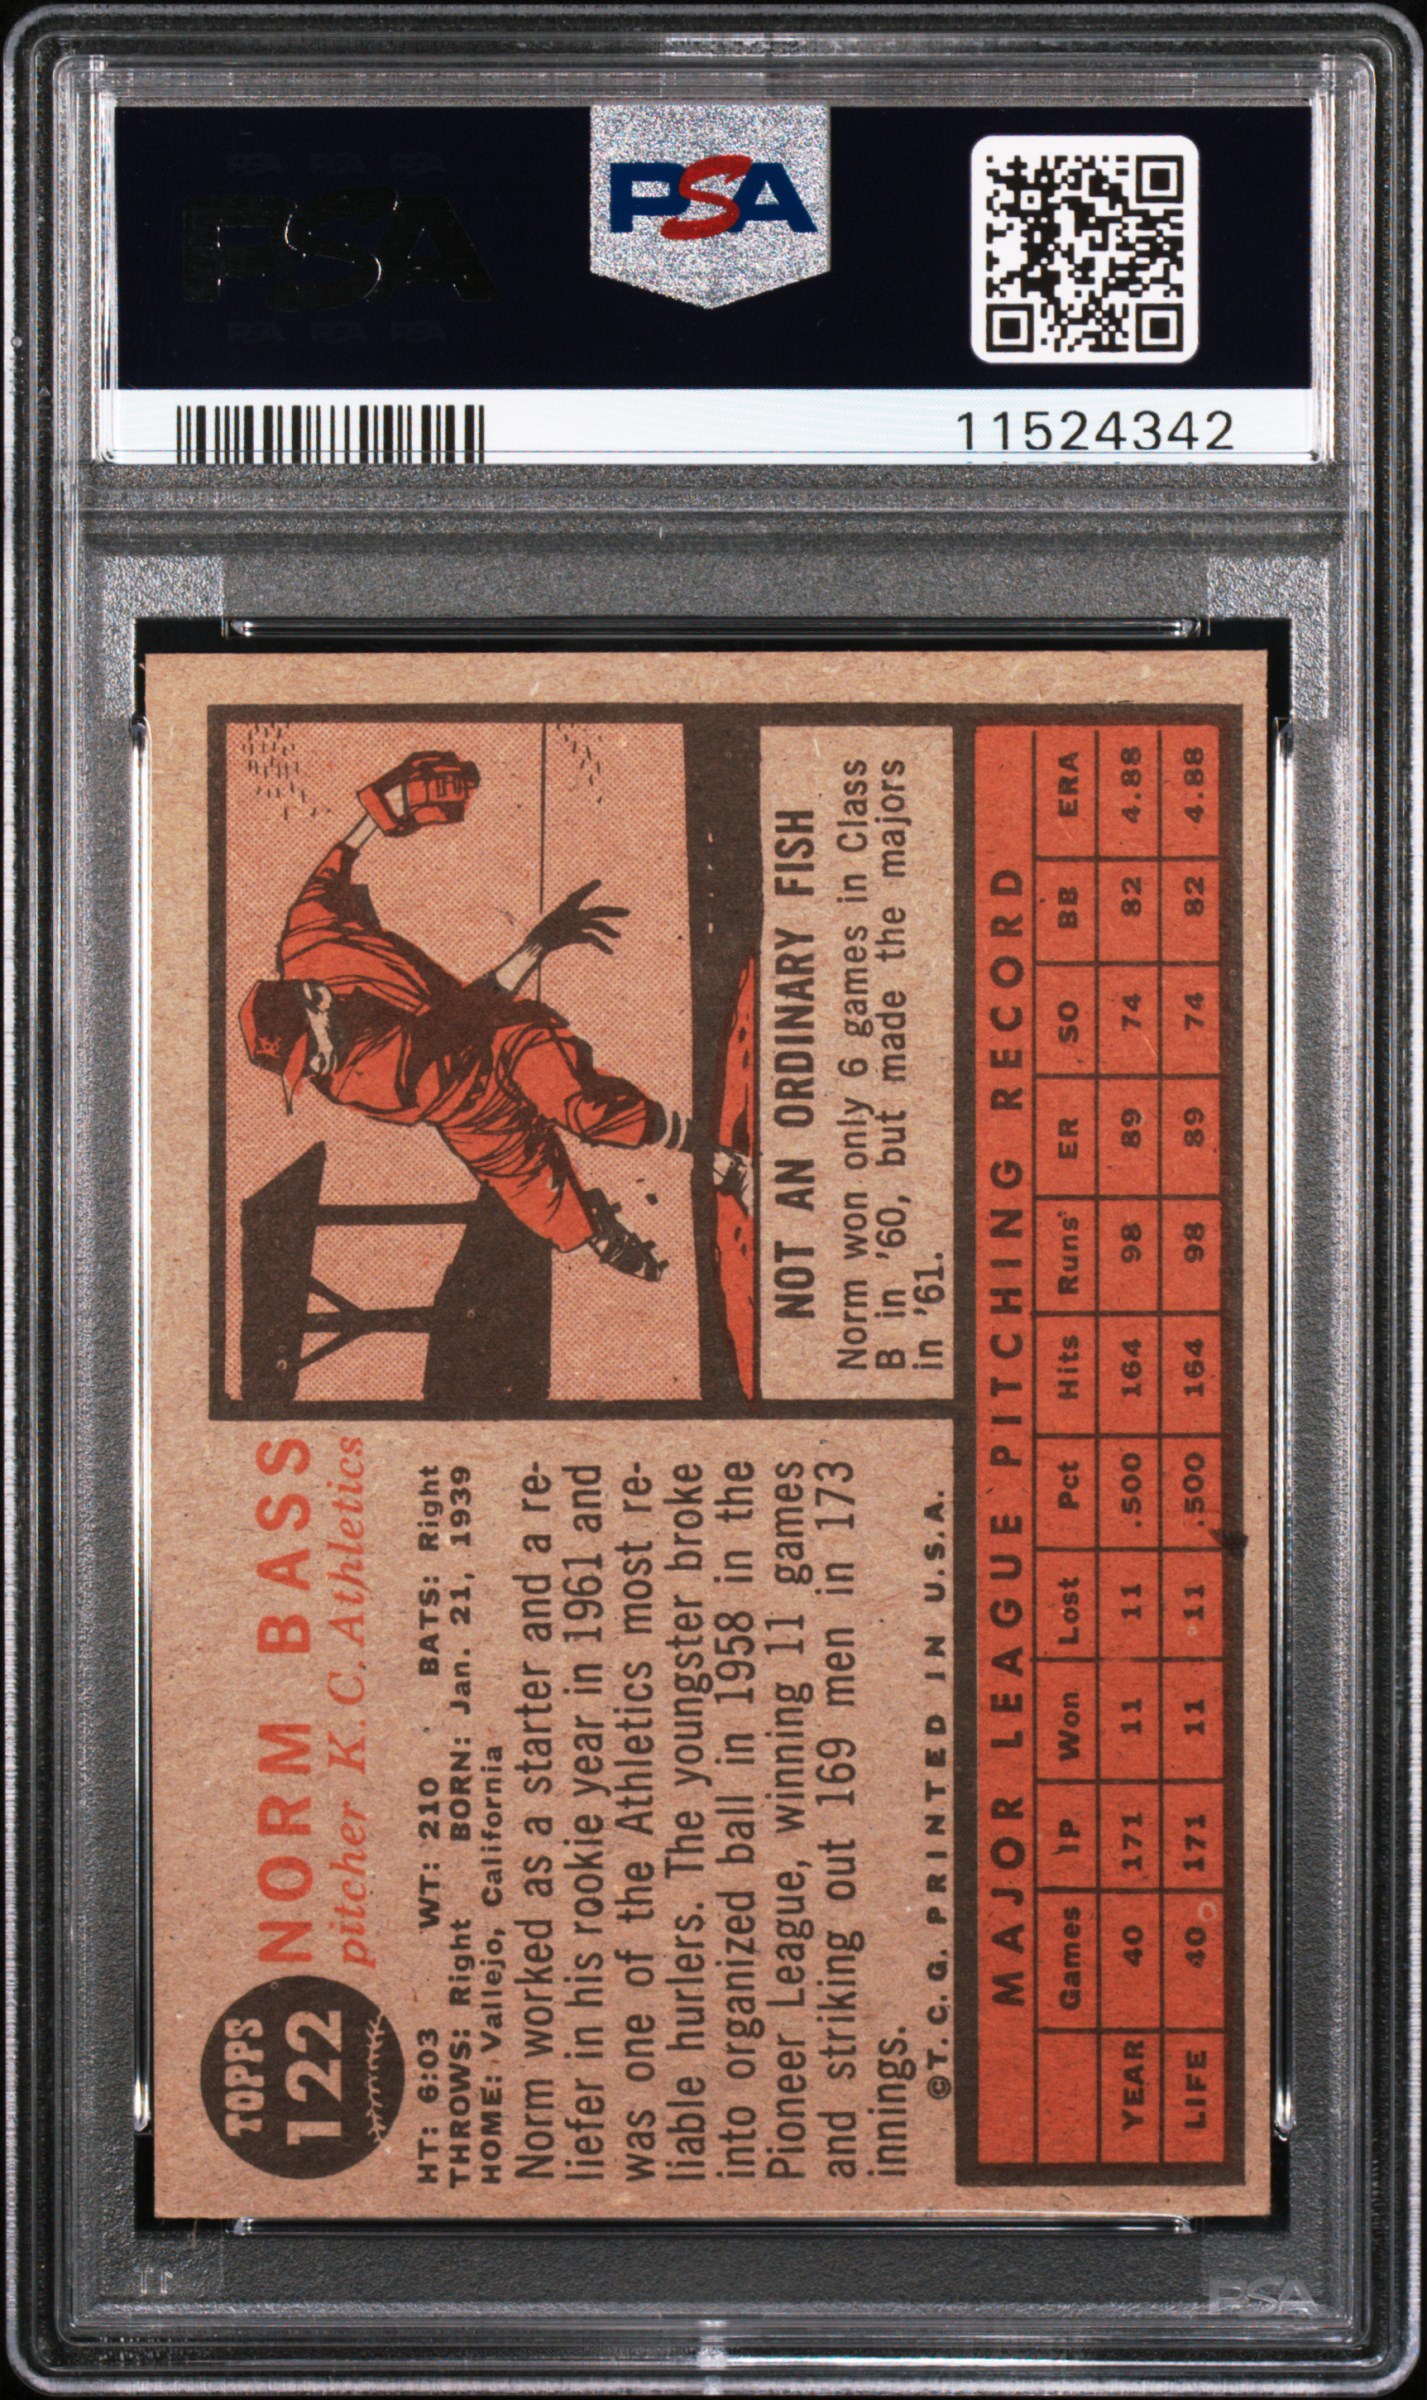 PSA PSA PSA
PSA
PSA PSA PSA
PSA
11524342
TOPPS
122
NORM BASS
pitcher K. C. Athletics
HT: 6:03 WT: 210 BATS: Right
THROWS: Right BORN: Jan. 21, 1939
HOME: Vallejo, California
Norm worked as a starter and a re-
liefer in his rookie year in 1961 and
was one of the Athletics most re-
liable hurlers. The youngster broke
into organized ball in 1958 in the
Pioneer League, winning 11 games
and striking out 169 men in 173
innings.
©T. C. G. PRINTED IN U.S.A.
NOT AN ORDINARY FISH
Norm won only 6 games in Class
B in '60, but made the majors
in '61.
MAJOR LEAGUE PITCHING RECORD
Games IP Won Lost Pct Hits Runs ER SO BB ERA
YEAR 40 171 11 11 .500 164 98 89 74 82 4.88
LIFE 40 171 11 11 .500 164 98 89 74 82 4.88
PSA